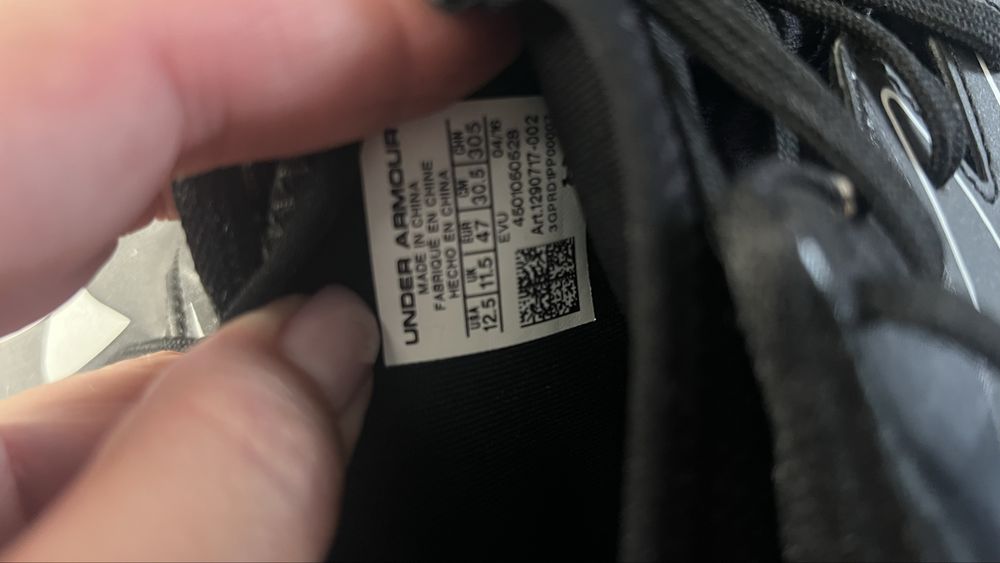 UNDER ARMOUR
MADE IN CHINA
FABRIQUÉ EN CHINE
HECHO EN CHINA
USA UK EUR CM CHN
12.5 11.5 47 30.5 305
EVU 04/16
4501060628
Art.1290717-002